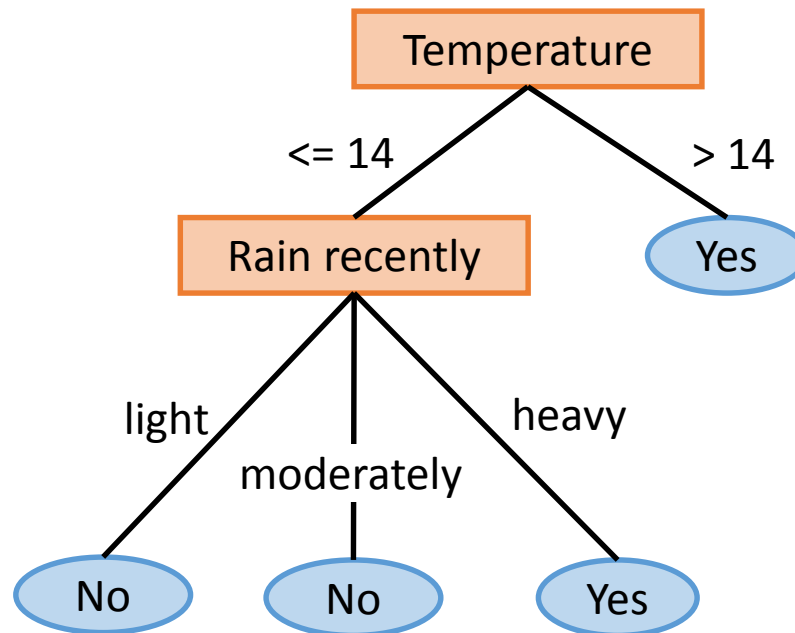 Temperature
<= 14
> 14
Rain recently
Yes
light
heavy
moderately
No
No
Yes